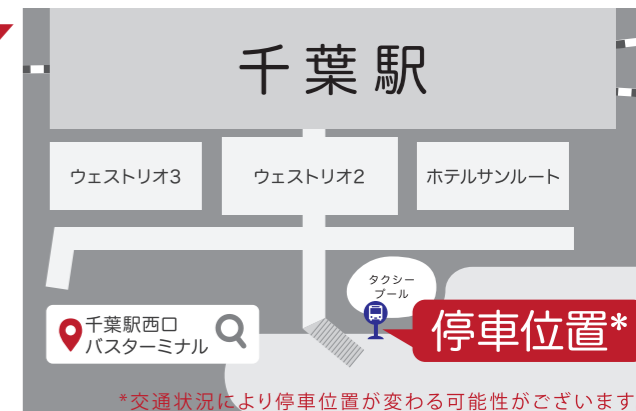 千葉駅
ウェストリオ3
ウェストリオ2
ホテルサンルート
タクシー
プール
千葉駅西口
バスターミナル
停車位置*
*交通状況により停車位置が変わる可能性がございます